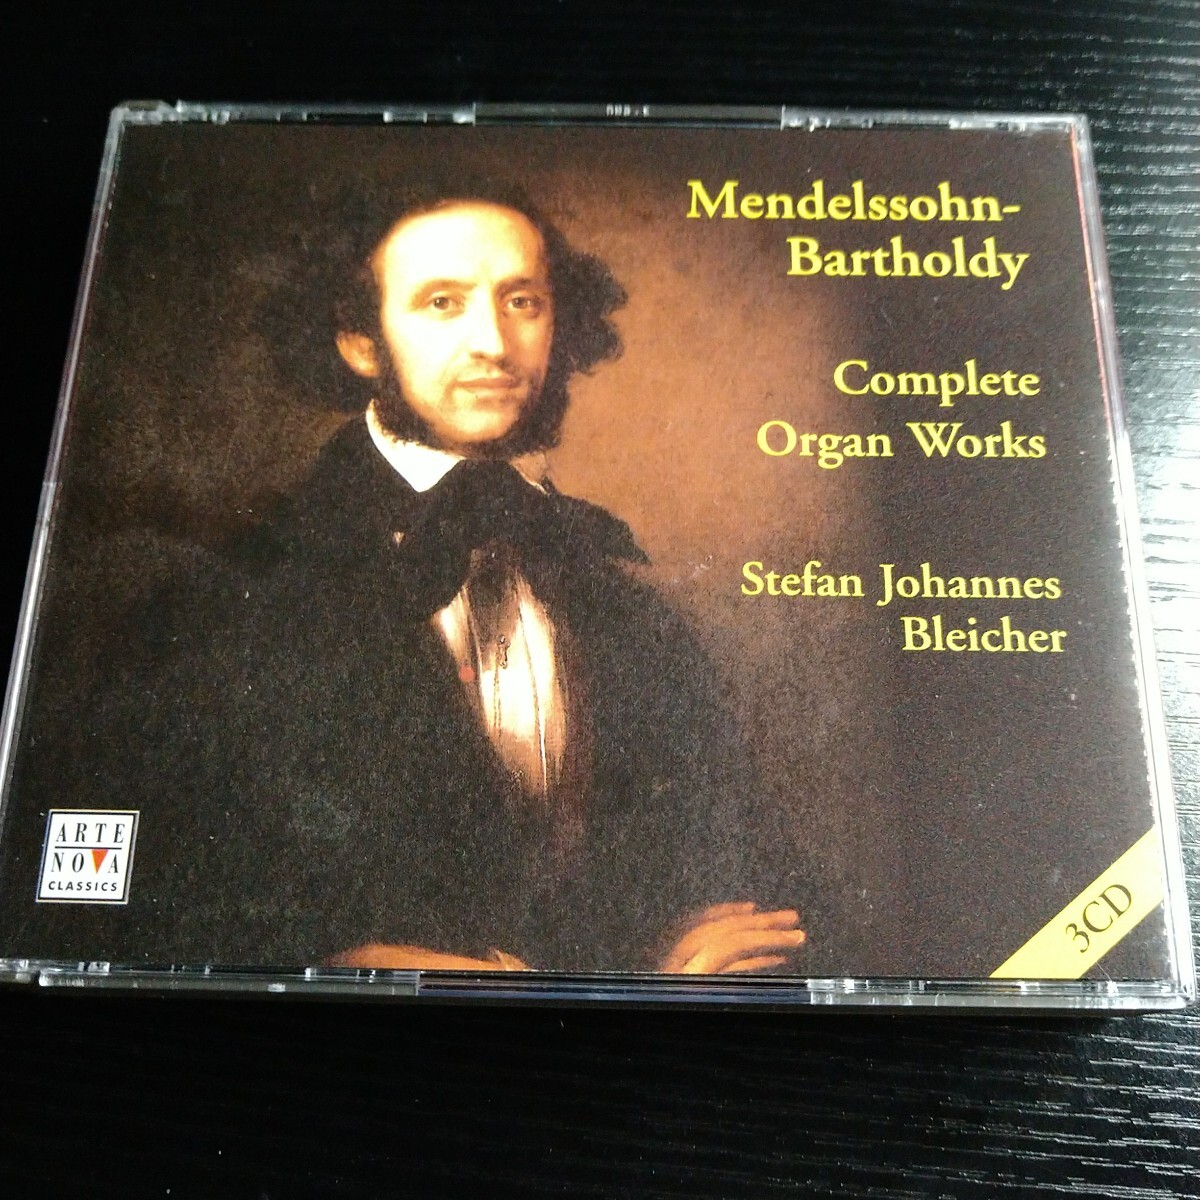 Mendelssohn-
Bartholdy
Complete
Organ Works
Stefan Johannes
Bleicher
ARTE
NOVA
CLASSICS
3CD